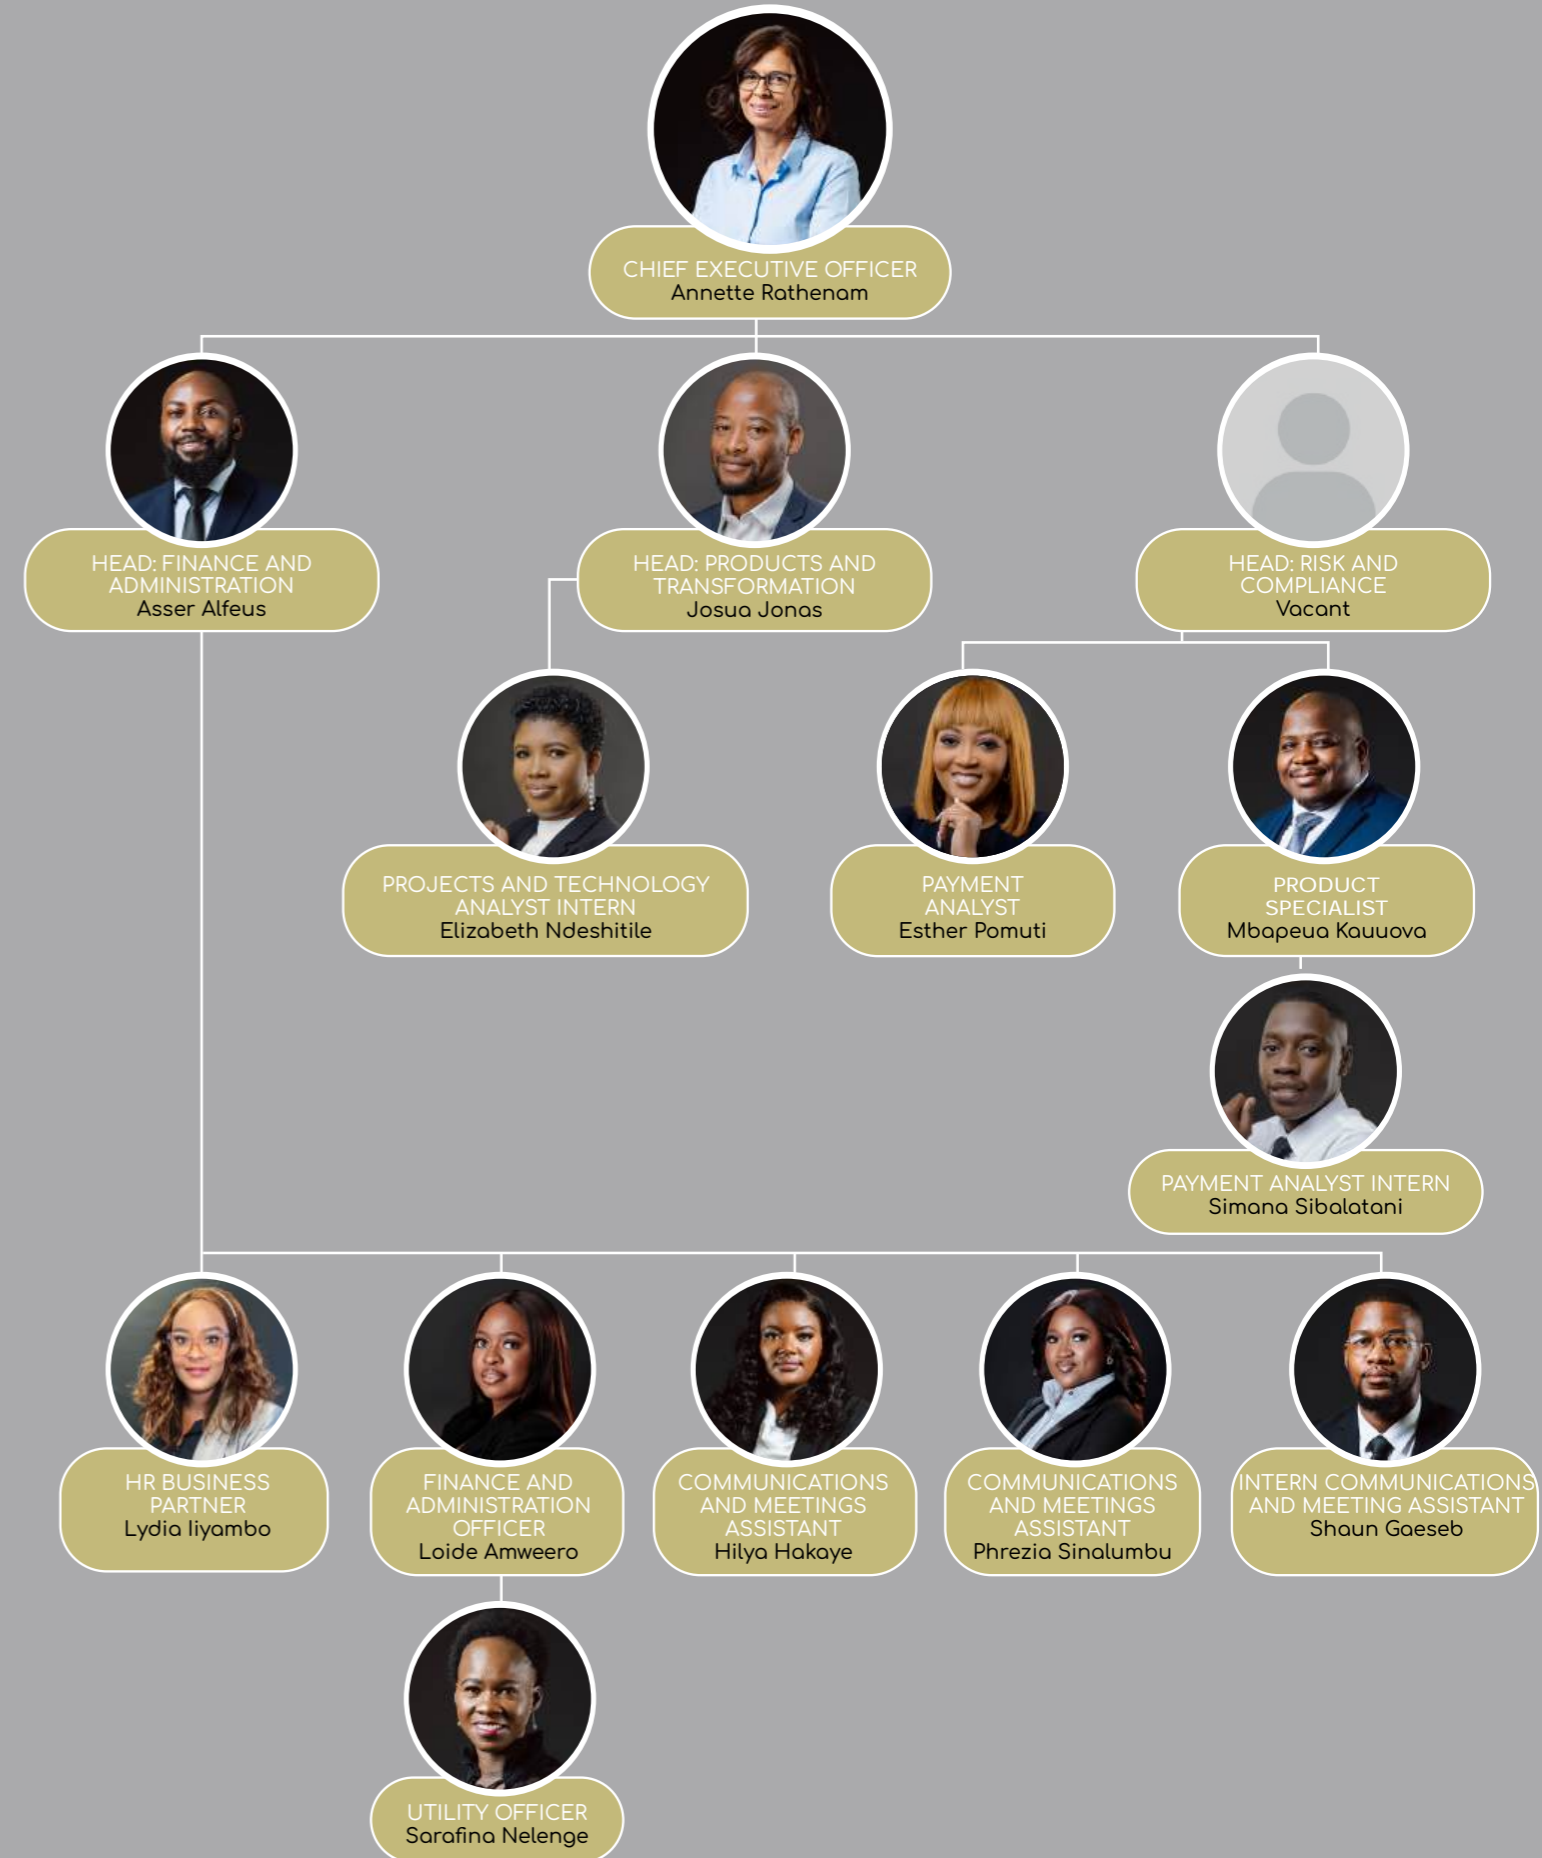 CHIEF EXECUTIVE OFFICER
Annette Rathenam
HEAD: FINANCE AND
ADMINISTRATION
Asser Alfeus
HEAD: PRODUCTS AND
TRANSFORMATION
Josua Jonas
HEAD: RISK AND
COMPLIANCE
Vacant
PROJECTS AND TECHNOLOGY
ANALYST INTERN
Elizabeth Ndeshitile
PAYMENT
ANALYST
Esther Pomuti
PRODUCT
SPECIALIST
Mbapeua Kauuova
PAYMENT ANALYST INTERN
Simana Sibalatani
HR BUSINESS
PARTNER
Lydia Iiyambo
FINANCE AND
ADMINISTRATION
OFFICER
Loide Amweero
COMMUNICATIONS
AND MEETINGS
ASSISTANT
Hilya Hakaye
COMMUNICATIONS
AND MEETINGS
ASSISTANT
Phrezia Sinalumbu
INTERN COMMUNICATIONS
AND MEETING ASSISTANT
Shaun Gaeseb
UTILITY OFFICER
Sarafina Nelenge